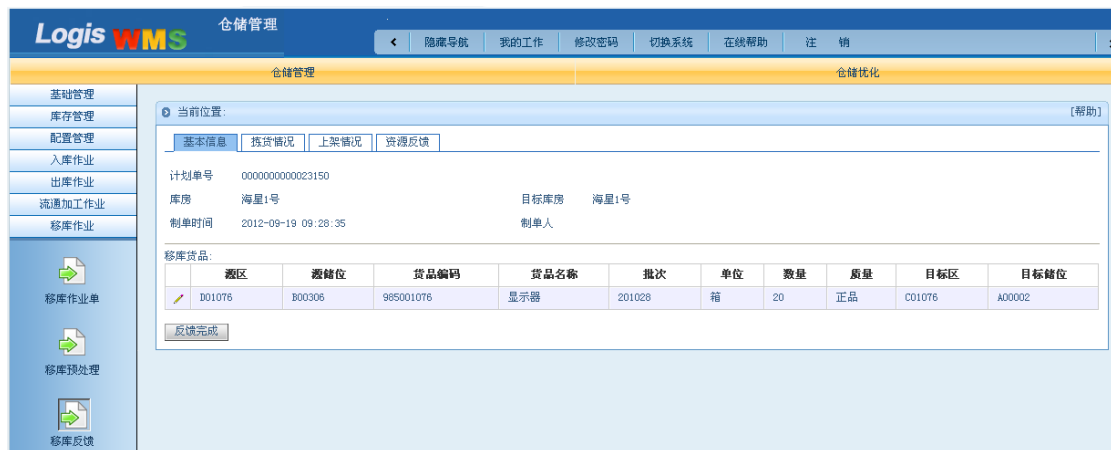 Logis WMS 仓储管理
隐藏导航 我的工作 修改密码 切换系统 在线帮助 注 销
仓储管理 仓储优化
基础管理
库存管理
配置管理
入库作业
出库作业
流通加工作业
移库作业
移库作业单
移库预处理
移库反馈
当前位置: [帮助]
基本信息 拣货情况 上架情况 资源反馈
计划单号 0000000000023150
库房 海星1号 目标库房 海星1号
制单时间 2012-09-19 09:28:35 制单人
移库货品:
源区 源储位 货品编码 货品名称 批次 单位 数量 质量 目标区 目标储位
D01076 B00306 985001076 显示器 201028 箱 20 正品 C01076 A00002
反馈完成